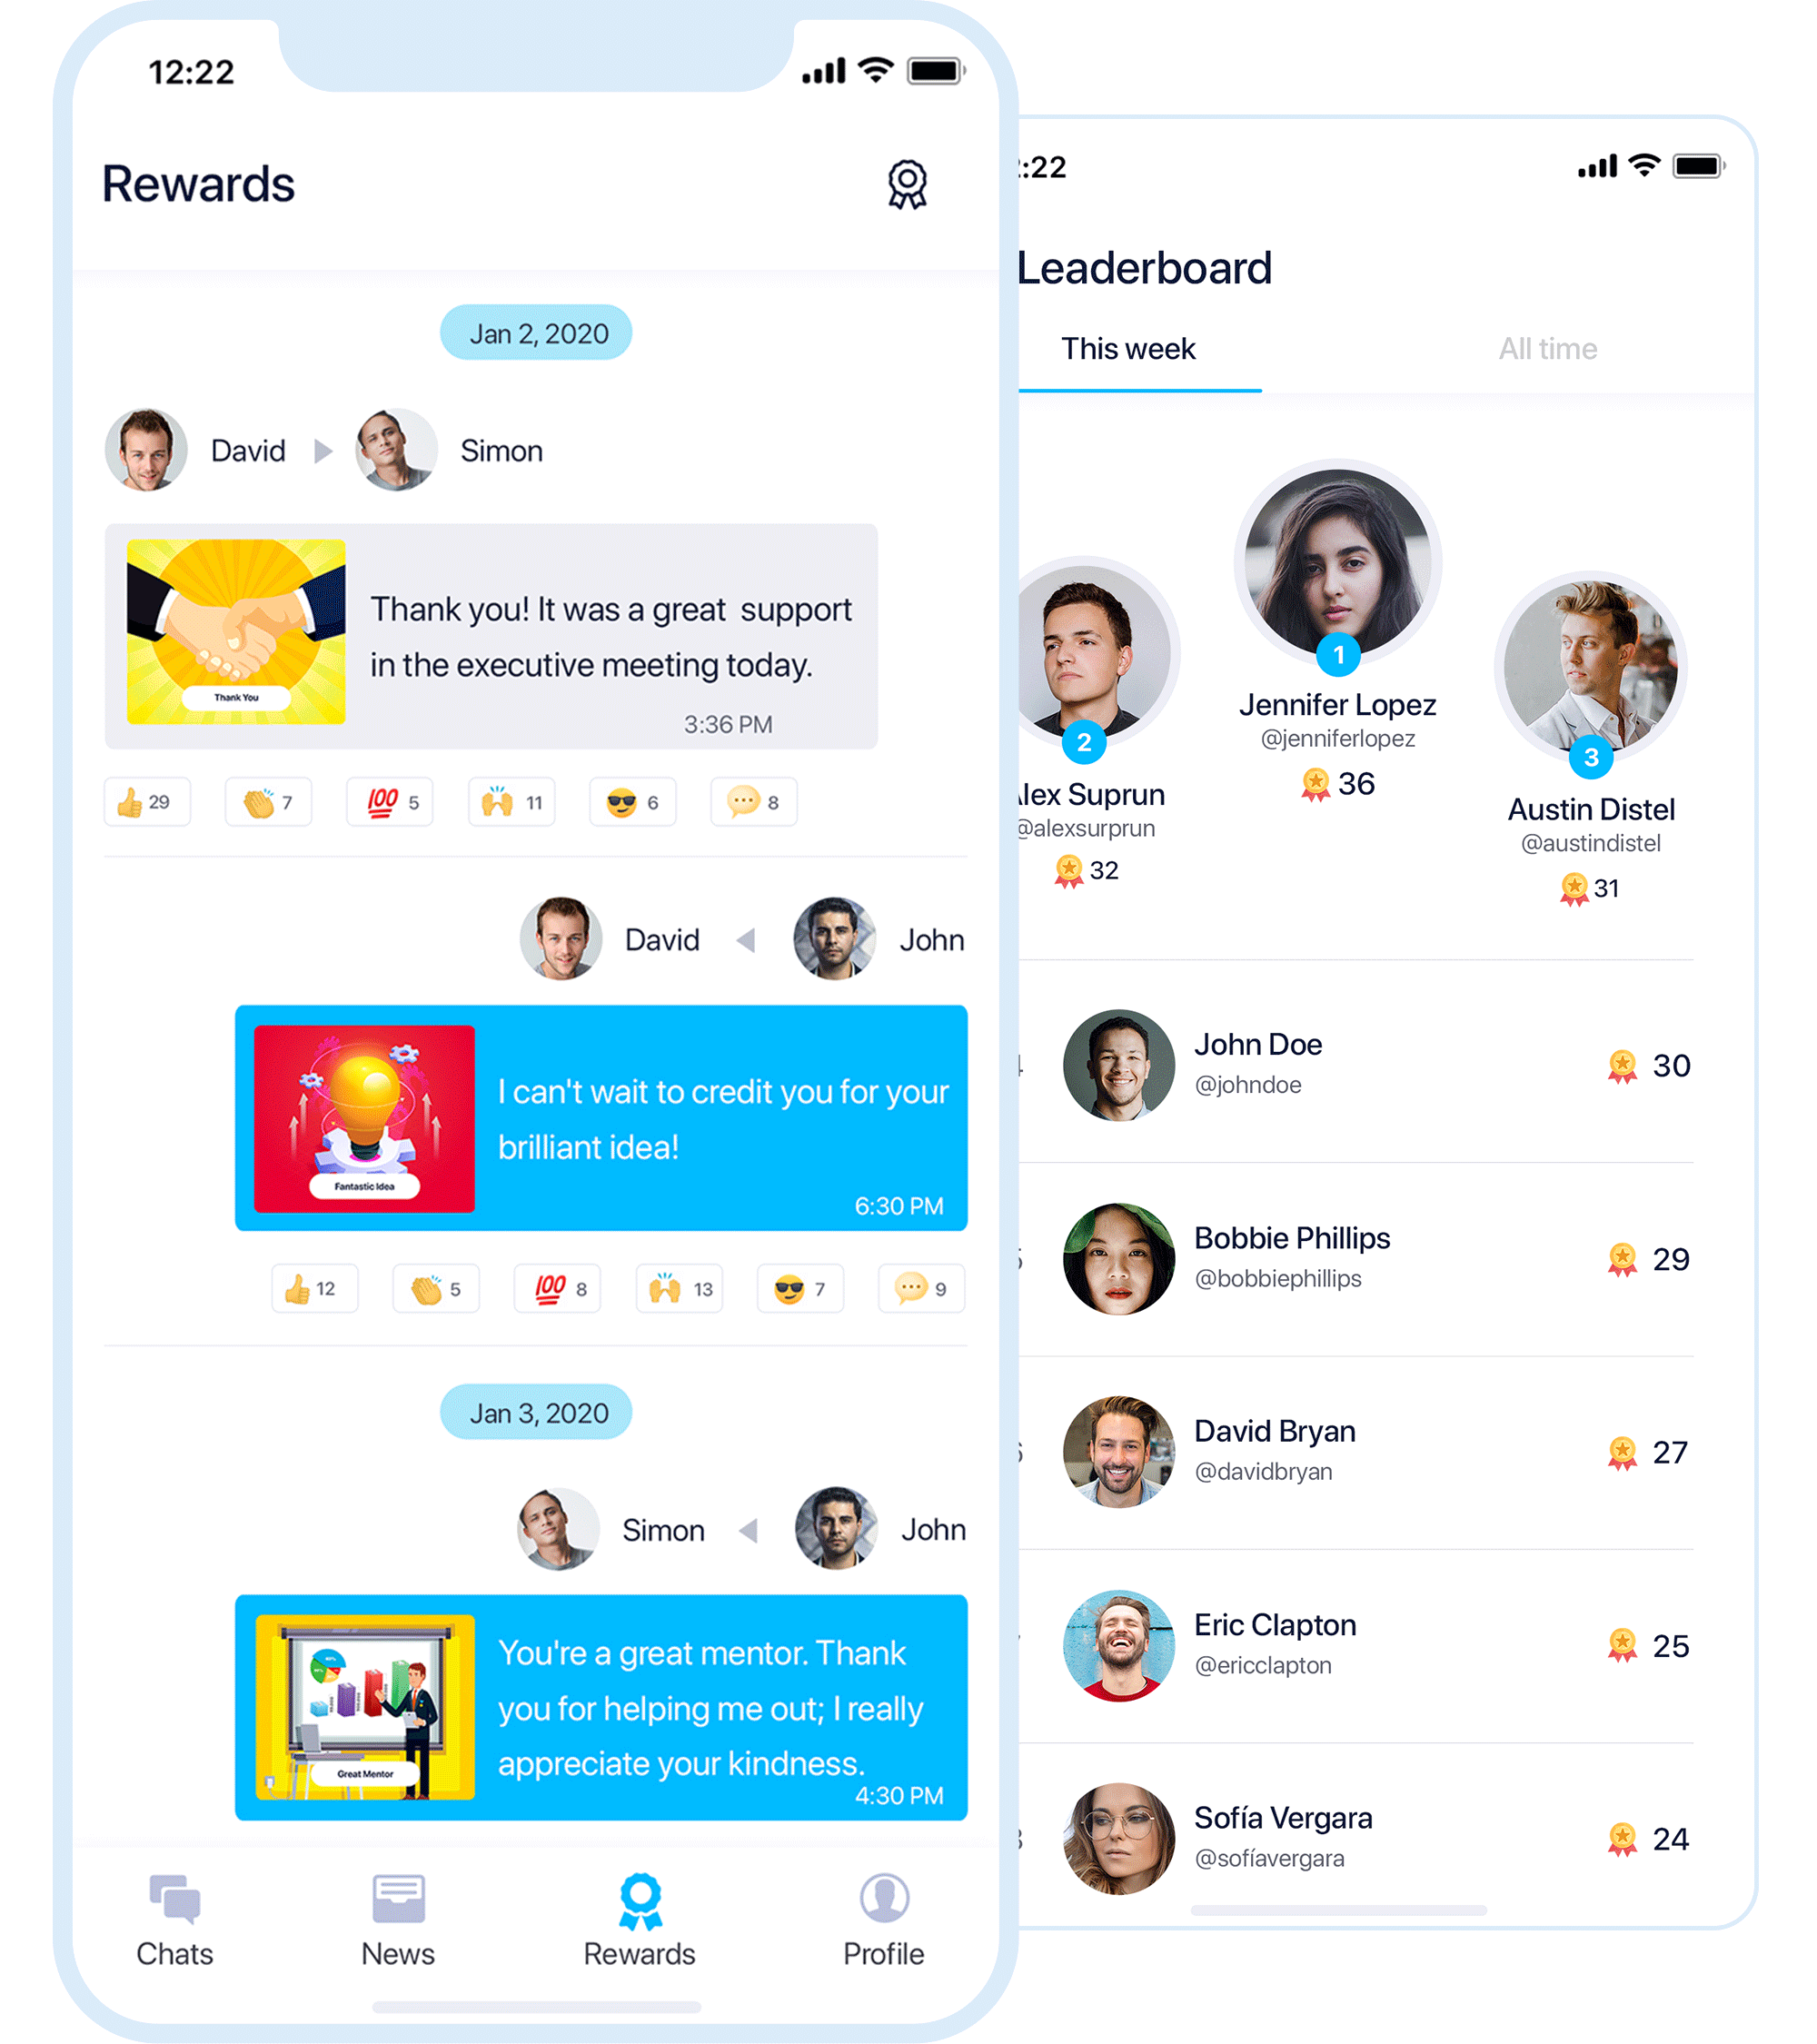 12:22
Rewards
Jan 2, 2020
David
Simon
Thank You
Thank you! It was a great support
in the executive meeting today.
3:36 PM
29
7
100 5
11
6
8
David
John
Fantastic Idea
I can't wait to credit you for your
brilliant idea!
6:30 PM
12
5
100 8
13
7
9
Jan 3, 2020
Simon
John
Great Mentor
You're a great mentor. Thank
you for helping me out; I really
appreciate your kindness.
4:30 PM
Chats
News
Rewards
Profile
:22
Leaderboard
This week
All time
1
Jennifer Lopez
@jenniferlopez
36
2
Alex Suprun
@alexsurprun
32
3
Austin Distel
@austindistel
31
John Doe
@johndoe
30
Bobbie Phillips
@bobbiephillips
29
David Bryan
@davidbryan
27
Eric Clapton
@ericclapton
25
Sofía Vergara
@sofíavergara
24